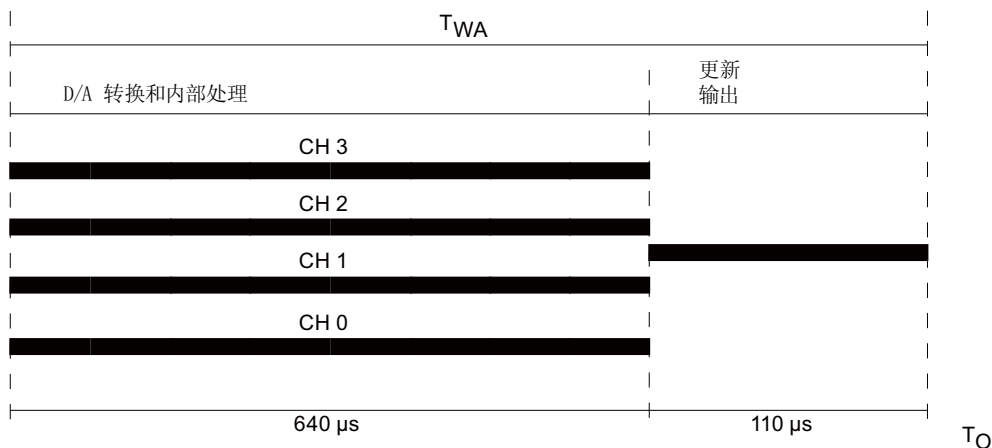 TWA
D/A 转换和内部处理
更新
输出
CH 3
CH 2
CH 1
CH 0
640 µs
110 µs
TO